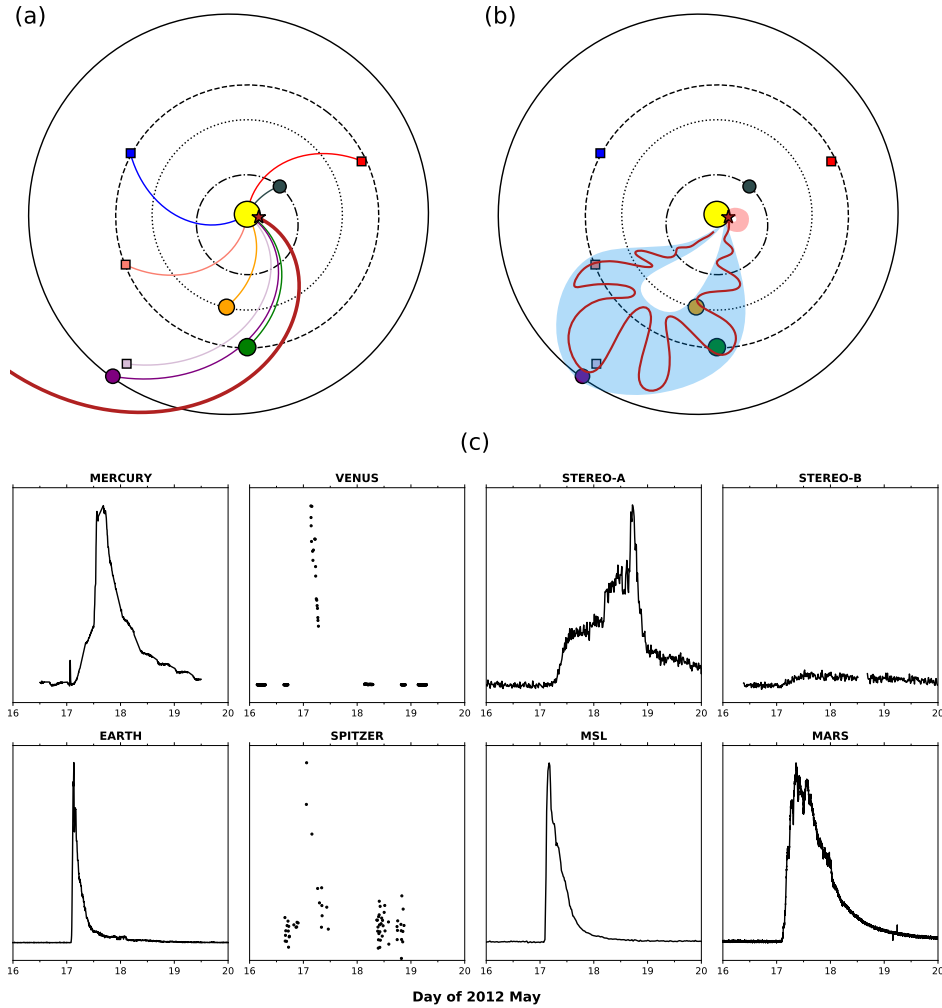 (a) (b)
(c)
MERCURY VENUS STEREO-A STEREO-B
16 17 18 19 20 16 17 18 19 20 16 17 18 19 20 16 17 18 19 20
EARTH SPITZER MSL MARS
16 17 18 19 20 16 17 18 19 20 16 17 18 19 20 16 17 18 19 20
Day of 2012 May